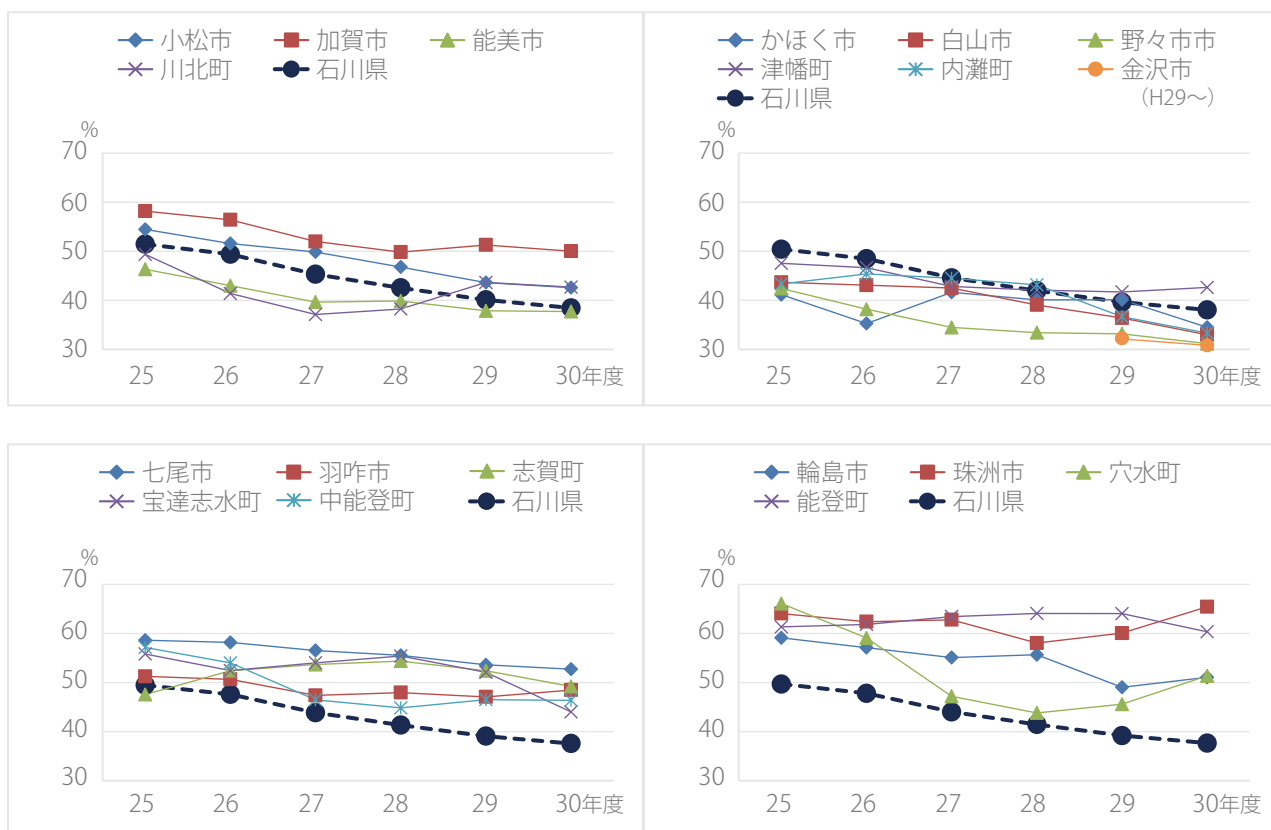 小松市 加賀市 能美市
川北町 石川県
%
70
60
50
40
30
25 26 27 28 29 30年度
かほく市 白山市 野々市市
津幡町 内灘町 金沢市
石川県 （H29～）
%
70
60
50
40
30
25 26 27 28 29 30年度
七尾市 羽咋市 志賀町
宝達志水町 中能登町 石川県
%
70
60
50
40
30
25 26 27 28 29 30年度
輪島市 珠洲市 穴水町
能登町 石川県
%
70
60
50
40
30
25 26 27 28 29 30年度